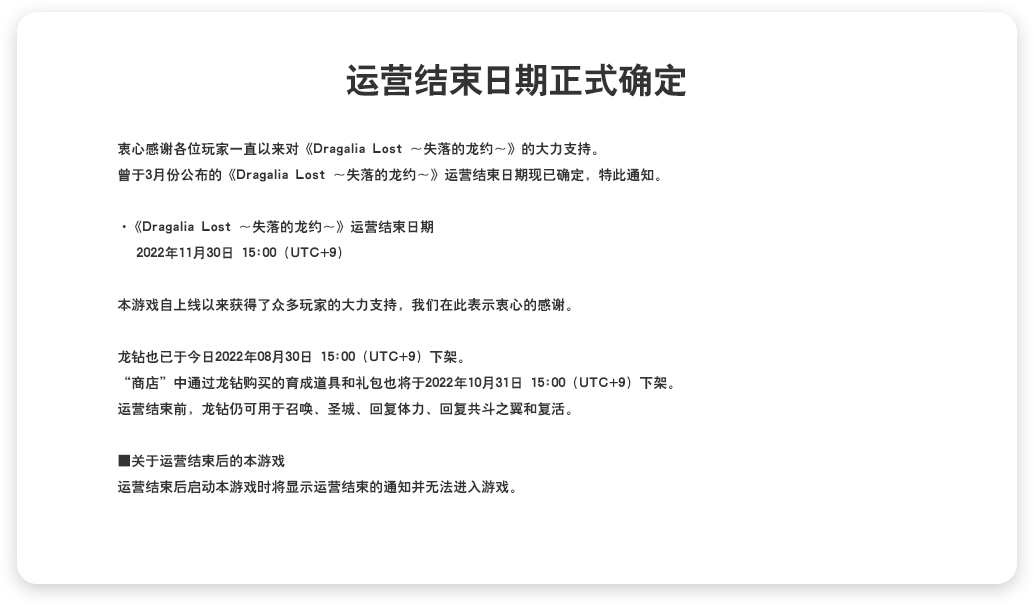 运营结束日期正式确定
衷心感谢各位玩家一直以来对《Dragalia Lost ～失落的龙约～》的大力支持。
曾于3月份公布的《Dragalia Lost ～失落的龙约～》运营结束日期现已确定，特此通知。
・《Dragalia Lost ～失落的龙约～》运营结束日期
2022年11月30日 15:00（UTC+9）
本游戏自上线以来获得了众多玩家的大力支持，我们在此表示衷心的感谢。
龙钻也已于今日2022年08月30日 15:00（UTC+9）下架。
“商店”中通过龙钻购买的育成道具和礼包也将于2022年10月31日 15:00（UTC+9）下架。
运营结束前，龙钻仍可用于召唤、圣城、回复体力、回复共斗之翼和复活。
■关于运营结束后的本游戏
运营结束后启动本游戏时将显示运营结束的通知并无法进入游戏。